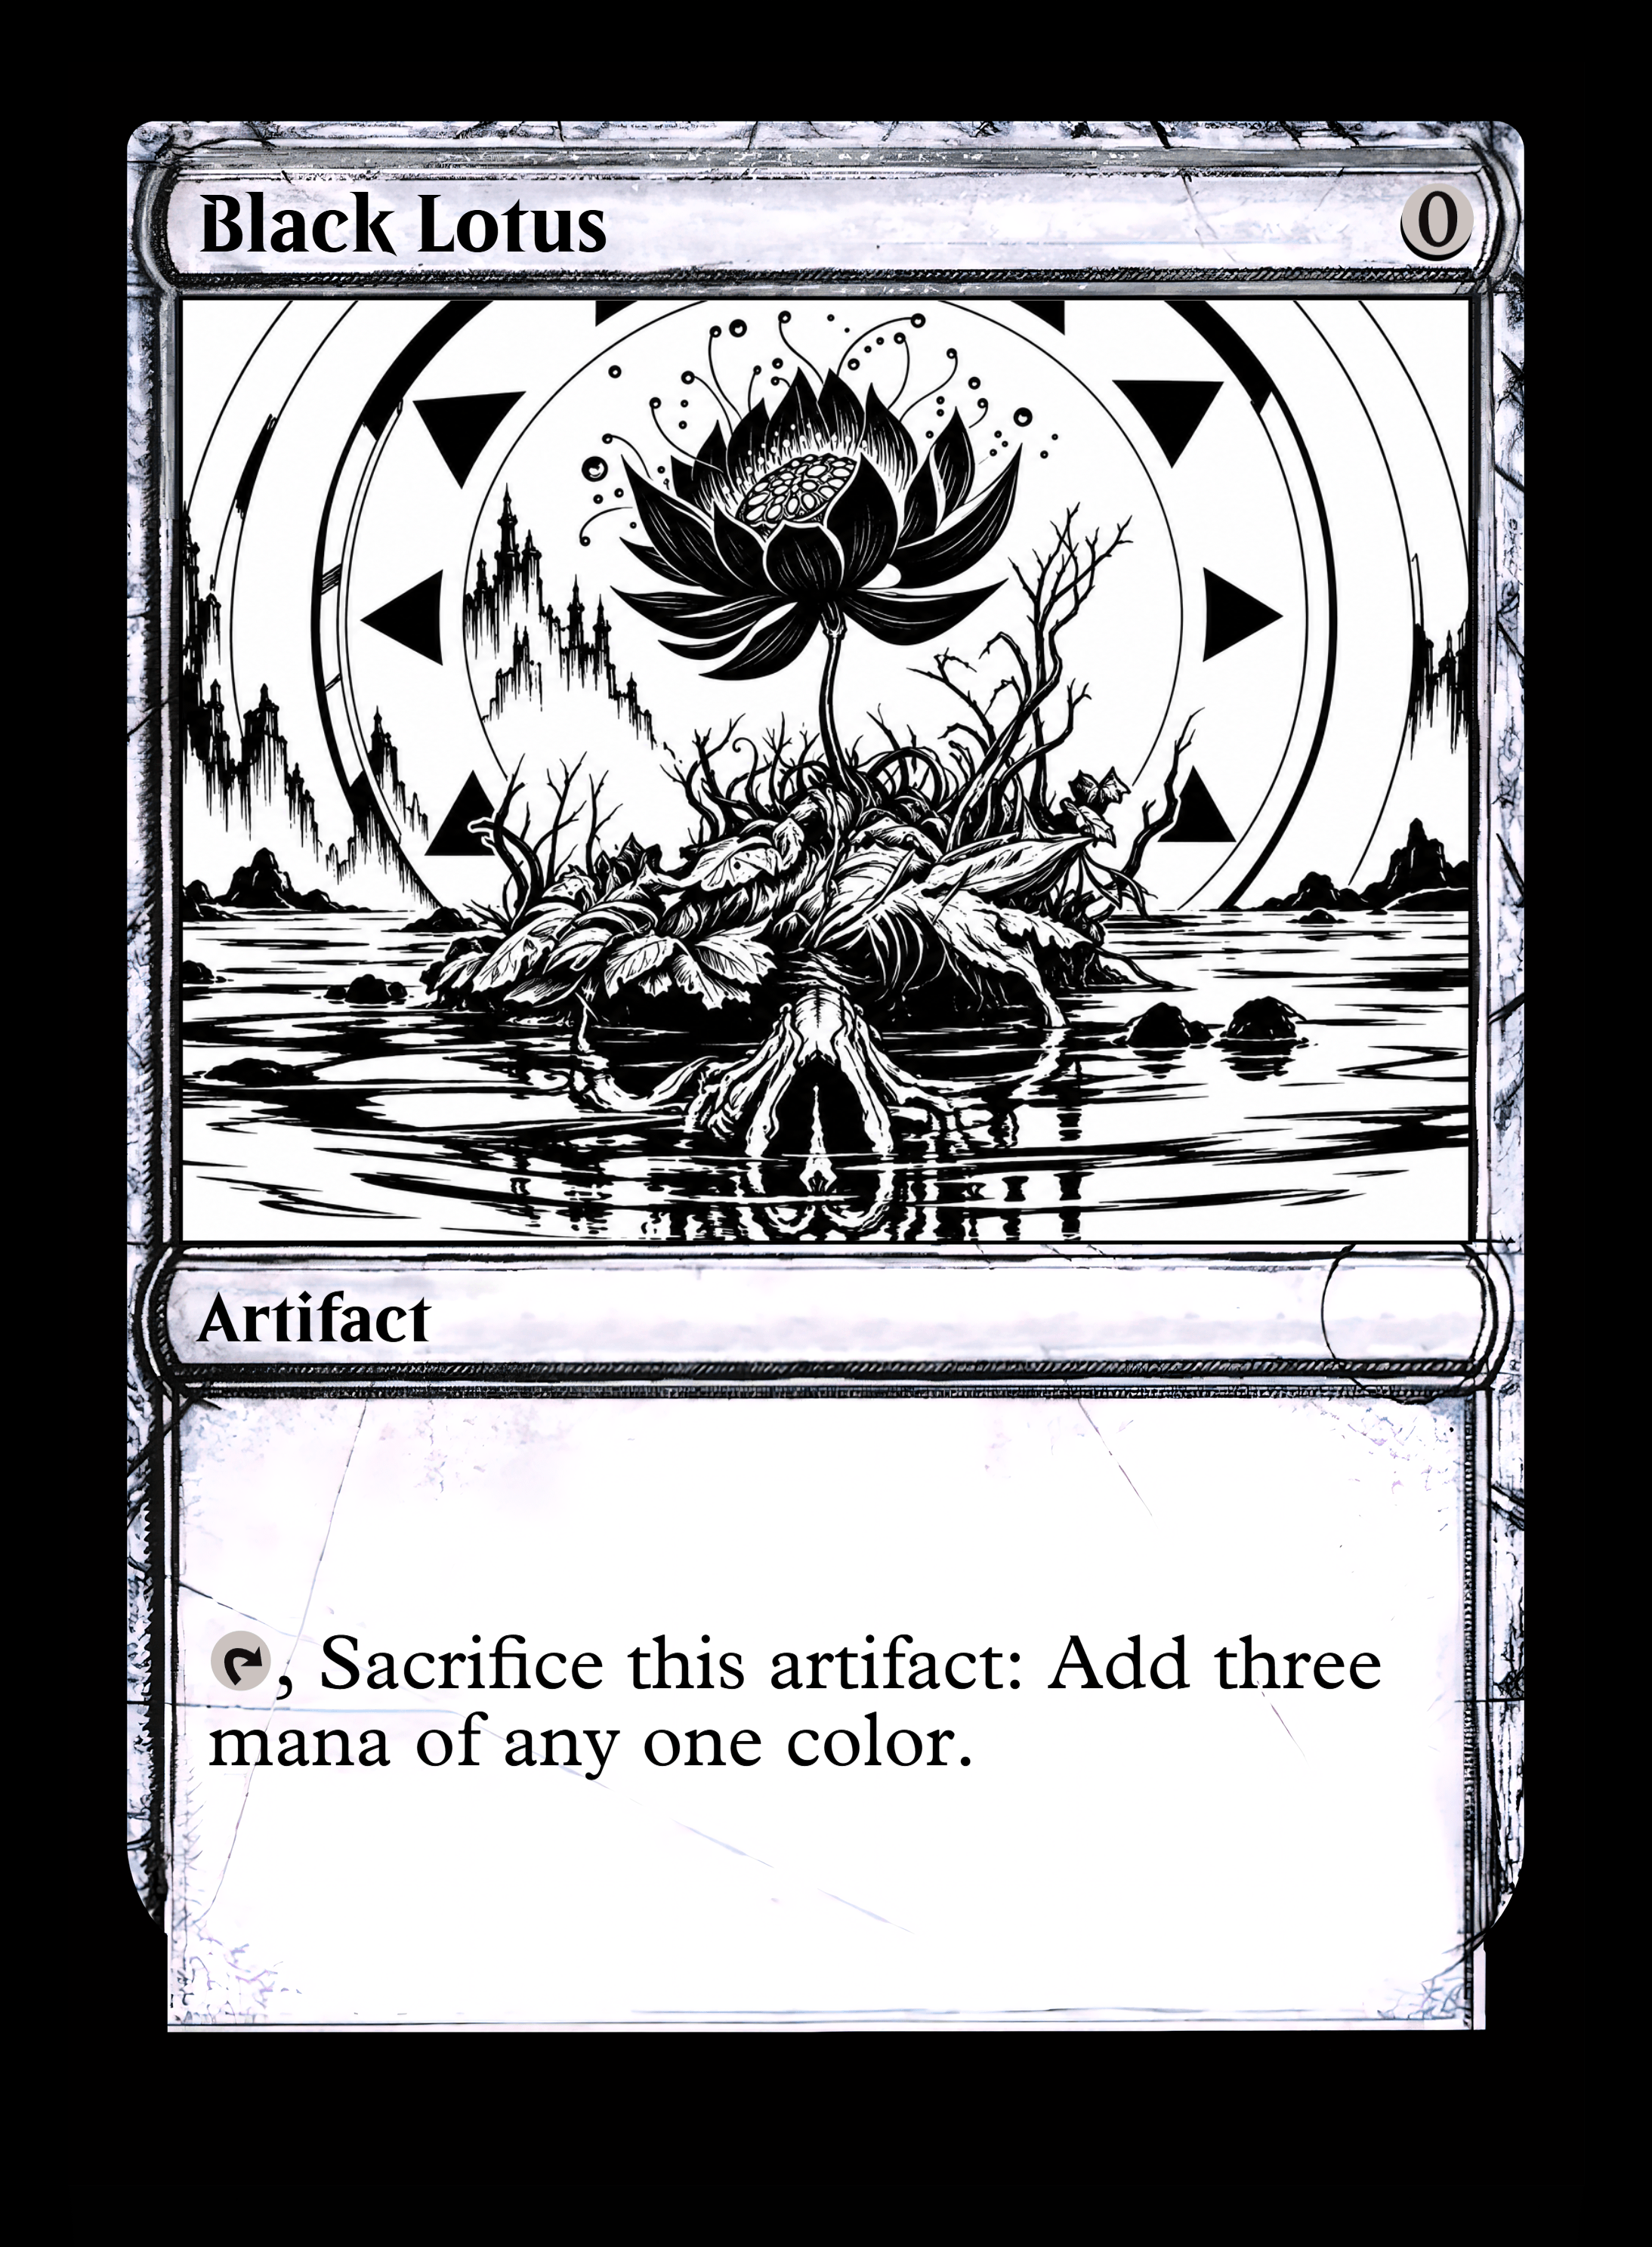 Black Lotus 0
Artifact
, Sacrifice this artifact: Add three
mana of any one color.